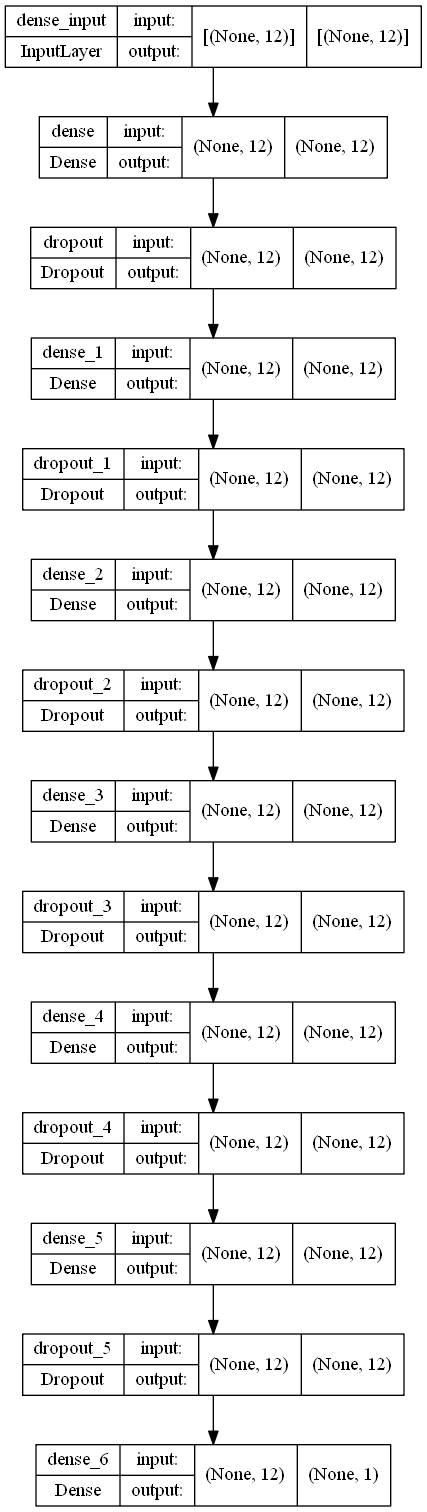 dense_input input: [(None, 12)] [(None, 12)]
InputLayer output:
dense input: (None, 12) (None, 12)
Dense output:
dropout input: (None, 12) (None, 12)
Dropout output:
dense_1 input: (None, 12) (None, 12)
Dense output:
dropout_1 input: (None, 12) (None, 12)
Dropout output:
dense_2 input: (None, 12) (None, 12)
Dense output:
dropout_2 input: (None, 12) (None, 12)
Dropout output:
dense_3 input: (None, 12) (None, 12)
Dense output:
dropout_3 input: (None, 12) (None, 12)
Dropout output:
dense_4 input: (None, 12) (None, 12)
Dense output:
dropout_4 input: (None, 12) (None, 12)
Dropout output:
dense_5 input: (None, 12) (None, 12)
Dense output:
dropout_5 input: (None, 12) (None, 12)
Dropout output:
dense_6 input: (None, 12) (None, 1)
Dense output: